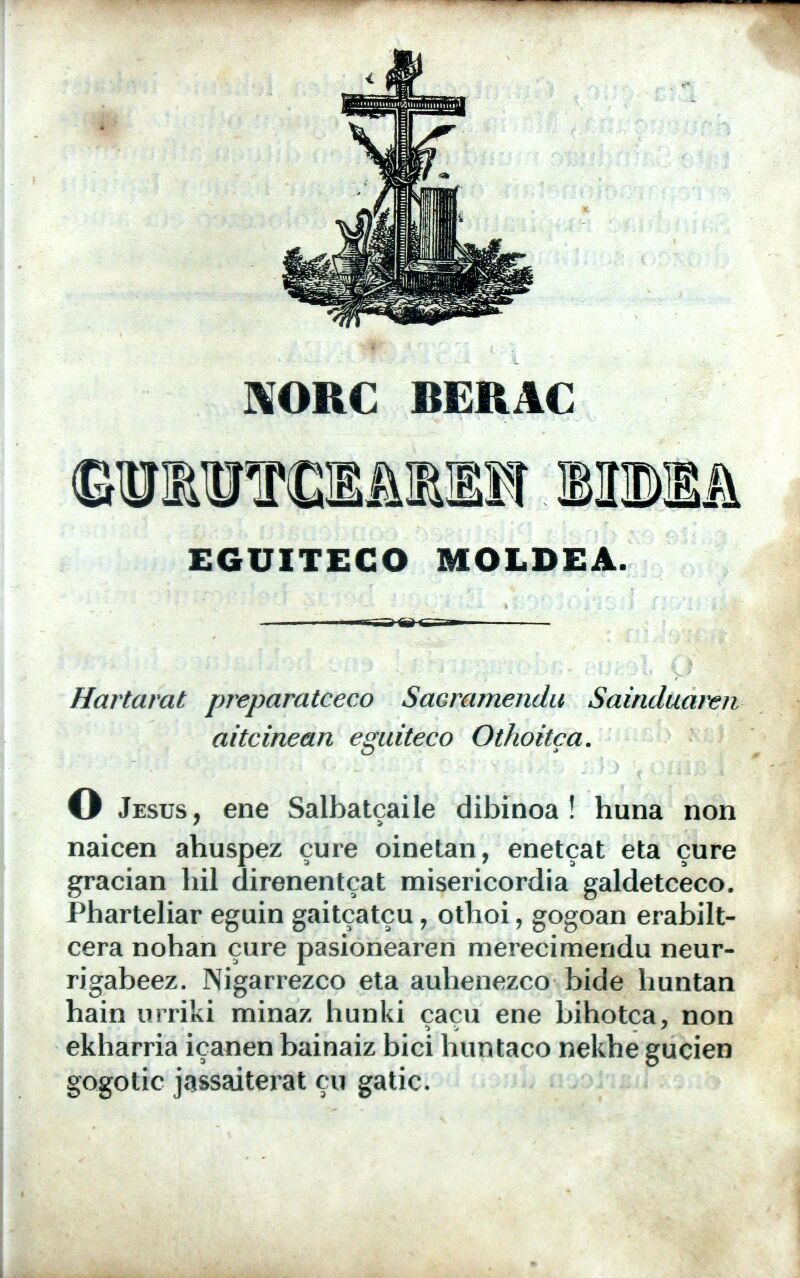 INRI
NORC BERAC
GURUTCEAREN BIDEA
EGUITECO MOLDEA.
Hartarat preparatceco Sacramendu Sainduaren
aitcinean eguiteco Othoitça.
O JESUS, ene Salbatçaile dibinoa ! huna non
naicen ahuspez çure oinetan, enetçat eta çure
gracian hil direnentçat misericordia galdetceco.
Pharteliar eguin gaitçatçu, othoi, gogoan erabilt-
cera nohan çure pasionearen merecimendu neur-
rigabeez. Nigarrezco eta auhenezco bide huntan
hain urriki minaz hunki çaçu ene bihotça, non
ekharria içanen bainaiz bici huntaco nekhe gucien
gogotic jassaiterat çu gatic.